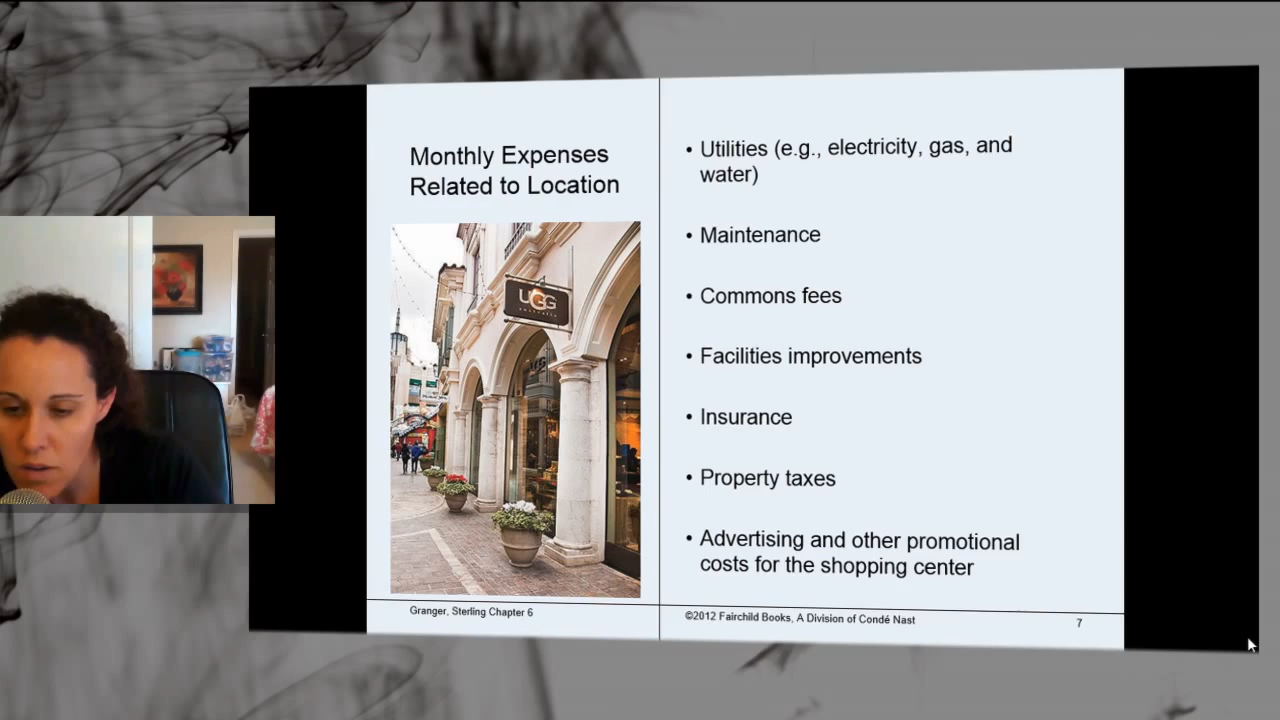 Monthly Expenses
Related to Location
UGG
australia
• Utilities (e.g., electricity, gas, and
water)
• Maintenance
• Commons fees
• Facilities improvements
• Insurance
• Property taxes
• Advertising and other promotional
costs for the shopping center
Granger, Sterling Chapter 6
©2012 Fairchild Books, A Division of Condé Nast
7